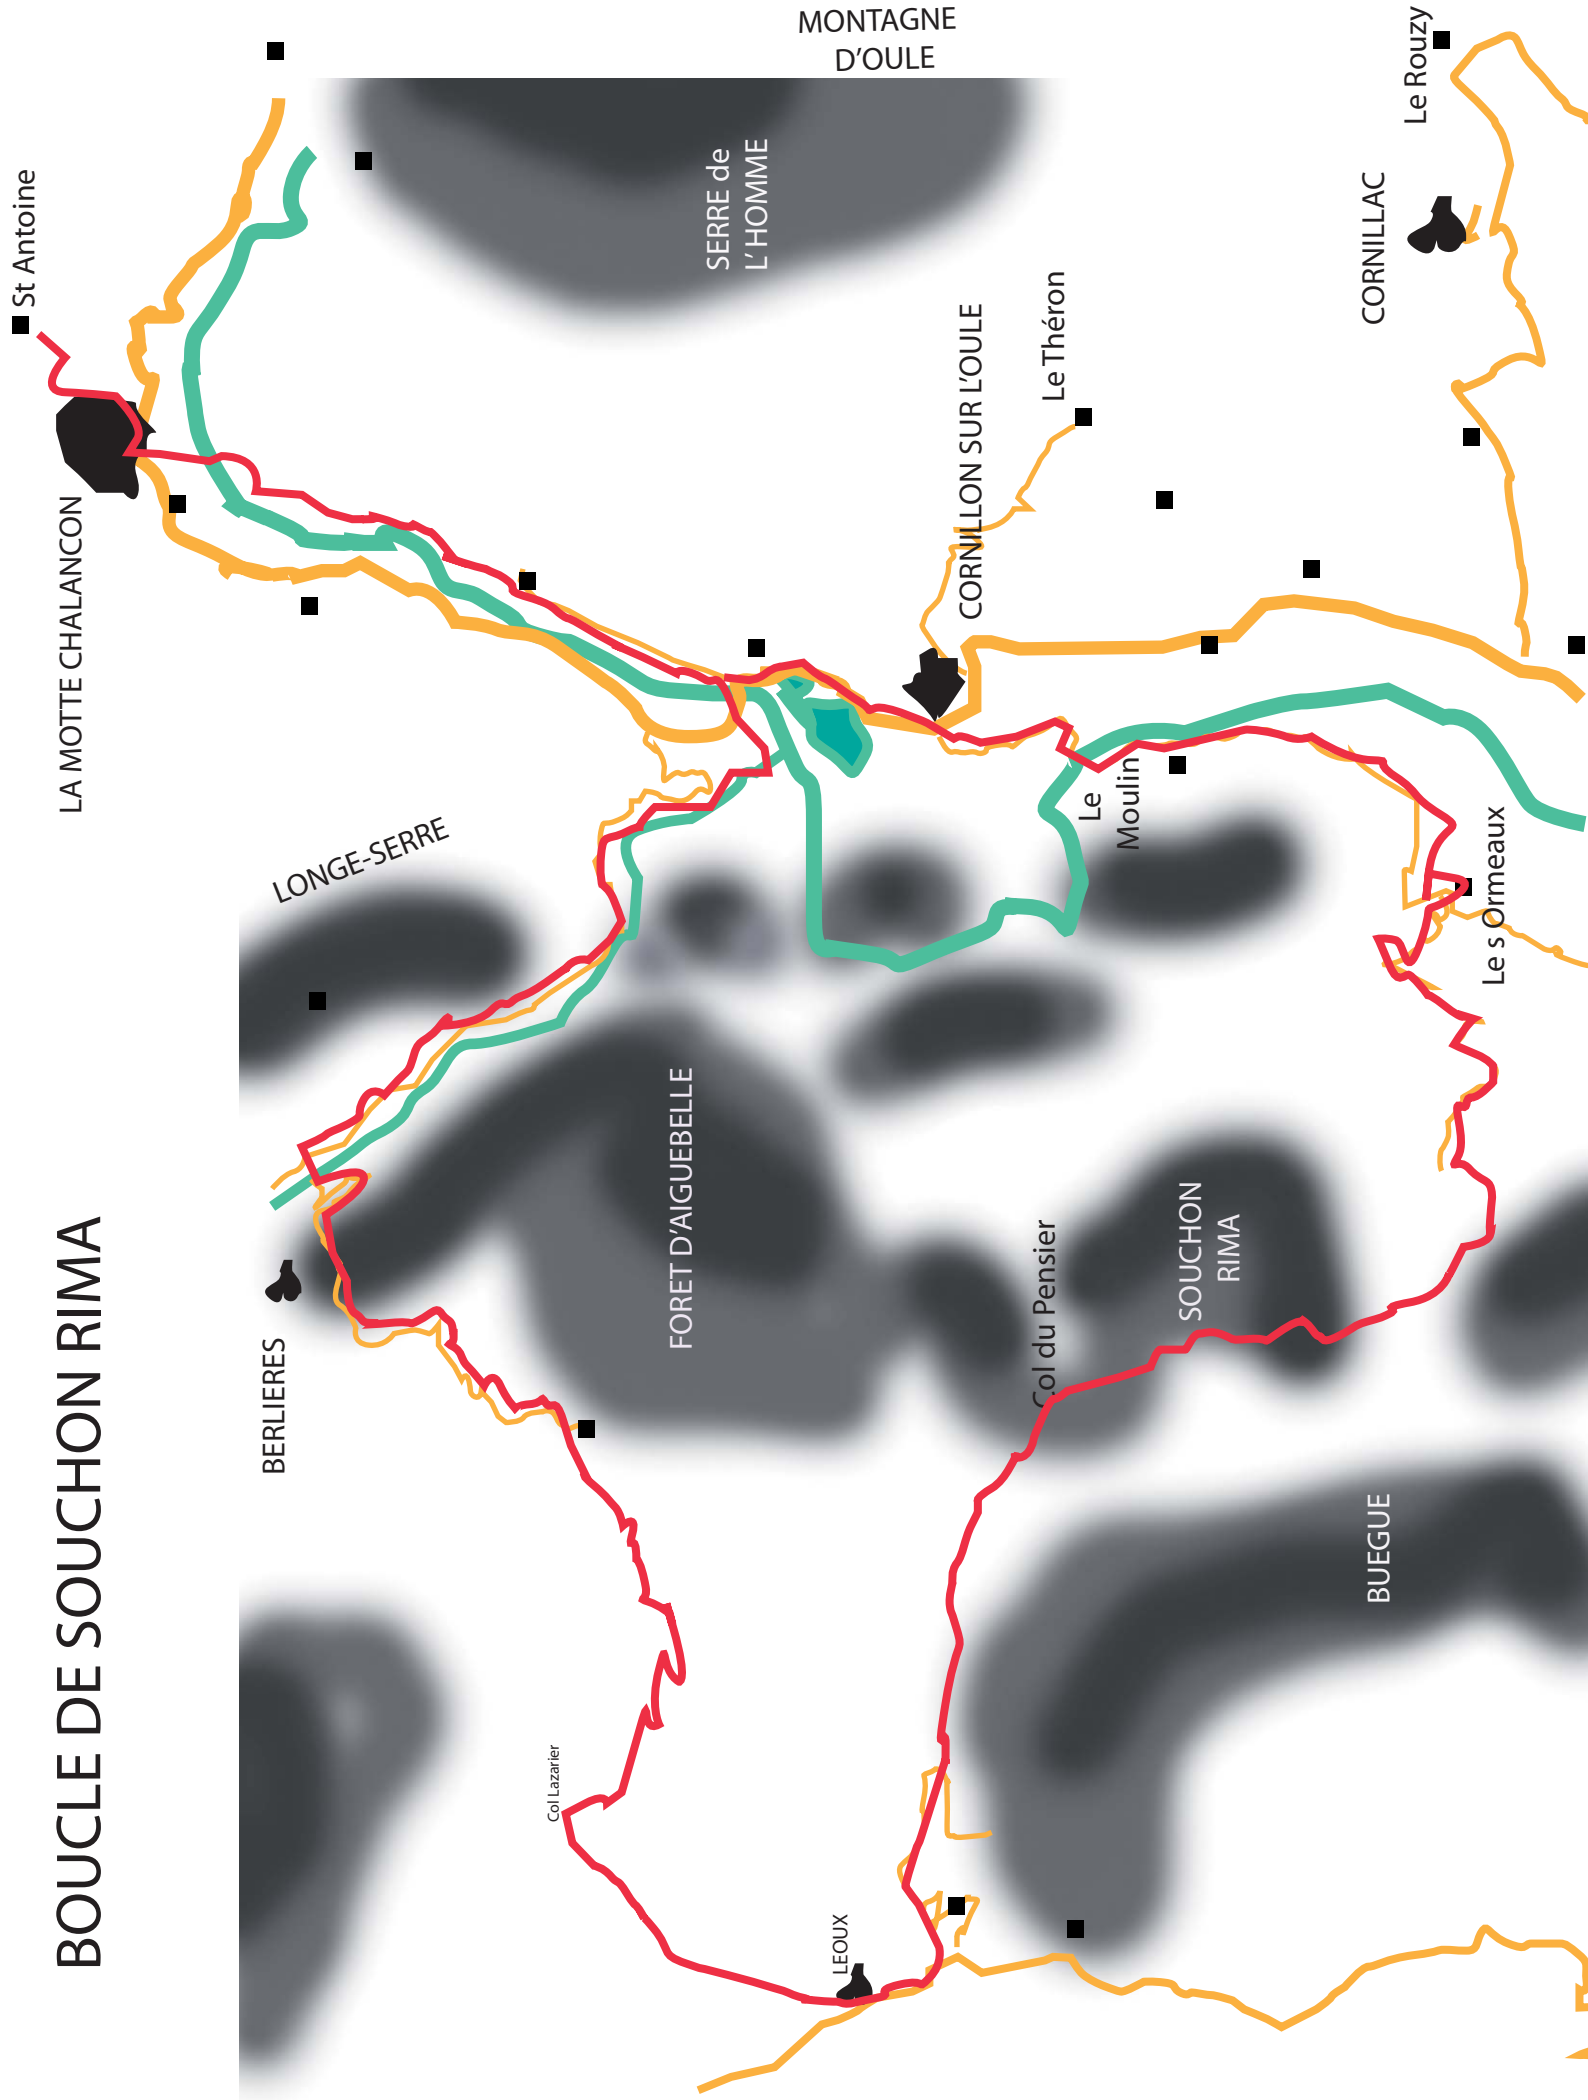 BOUCLE DE SOUCHON RIMA
St Antoine
LA MOTTE CHALANCON
MONTAGNE
D'OULE
SERRE de
L' HOMME
Le Rouzy
CORNILLAC
CORNILLON SUR L'OULE
Le Théron
LONGE-SERRE
Le
Moulin
Le s Ormeaux
BERLIERES
FORET D'AIGUEBELLE
Col du Pensier
SOUCHON
RIMA
BUEGUE
Col Lazarier
LEOUX